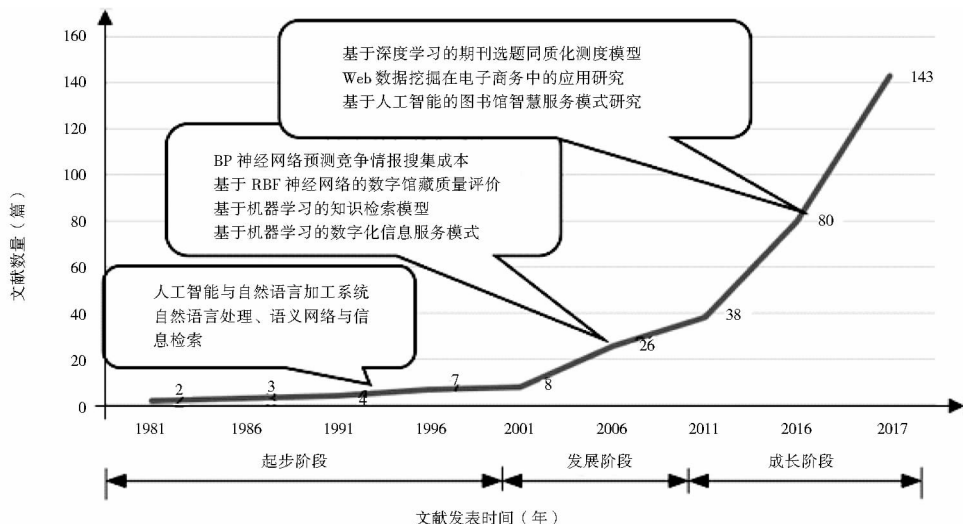 160
140
120
100
80
60
40
20
0
文献数量（篇）
基于深度学习的期刊选题同质化测度模型
Web 数据挖掘在电子商务中的应用研究
基于人工智能的图书馆智慧服务模式研究
BP 神经网络预测竞争情报搜集成本
基于 RBF 神经网络的数字馆藏质量评价
基于机器学习的知识检索模型
基于机器学习的数字化信息服务模式
人工智能与自然语言加工系统
自然语言处理、语义网络与信
息检索
2
3
4
7
8
26
38
80
143
1981 1986 1991 1996 2001 2006 2011 2016 2017
起步阶段 发展阶段 成长阶段
文献发表时间（年）